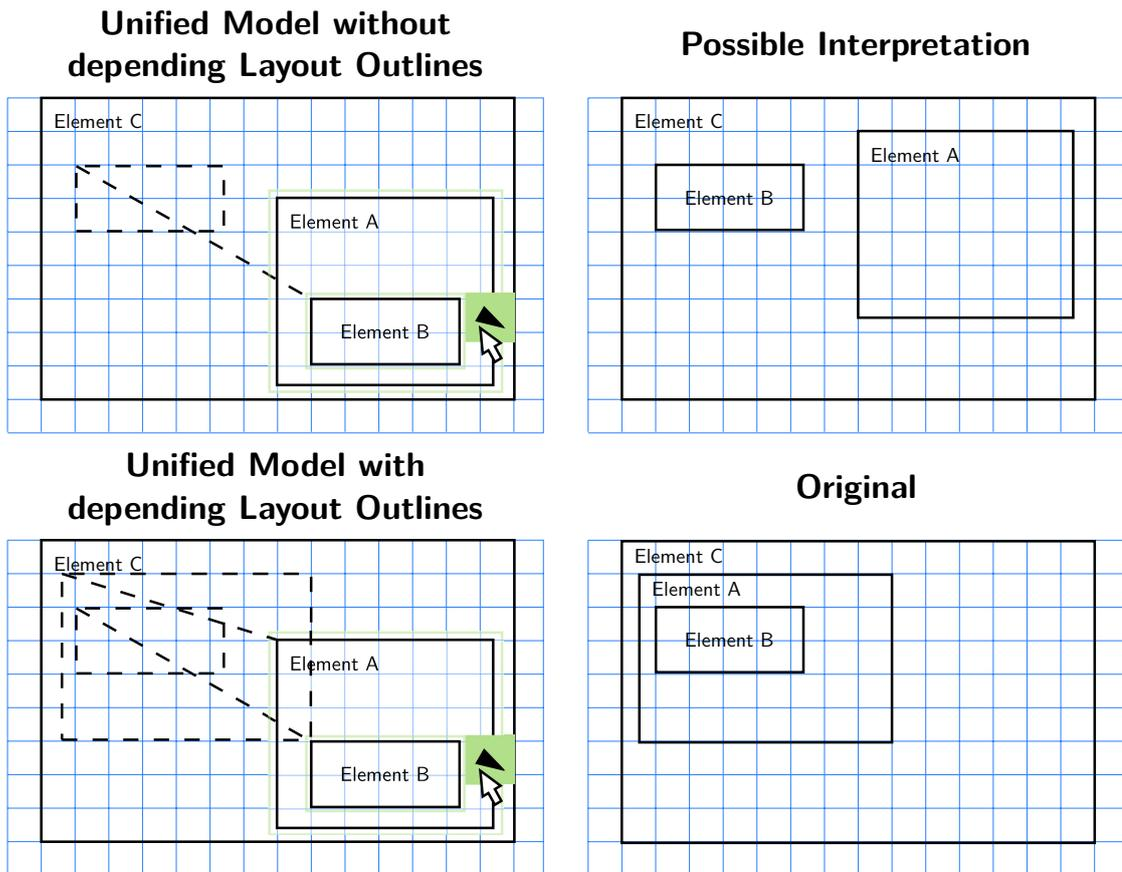 Unified Model without
depending Layout Outlines
Element C
Element A
Element B
Possible Interpretation
Element C
Element A
Element B
Unified Model with
depending Layout Outlines
Element C
Element A
Element B
Original
Element C
Element A
Element B